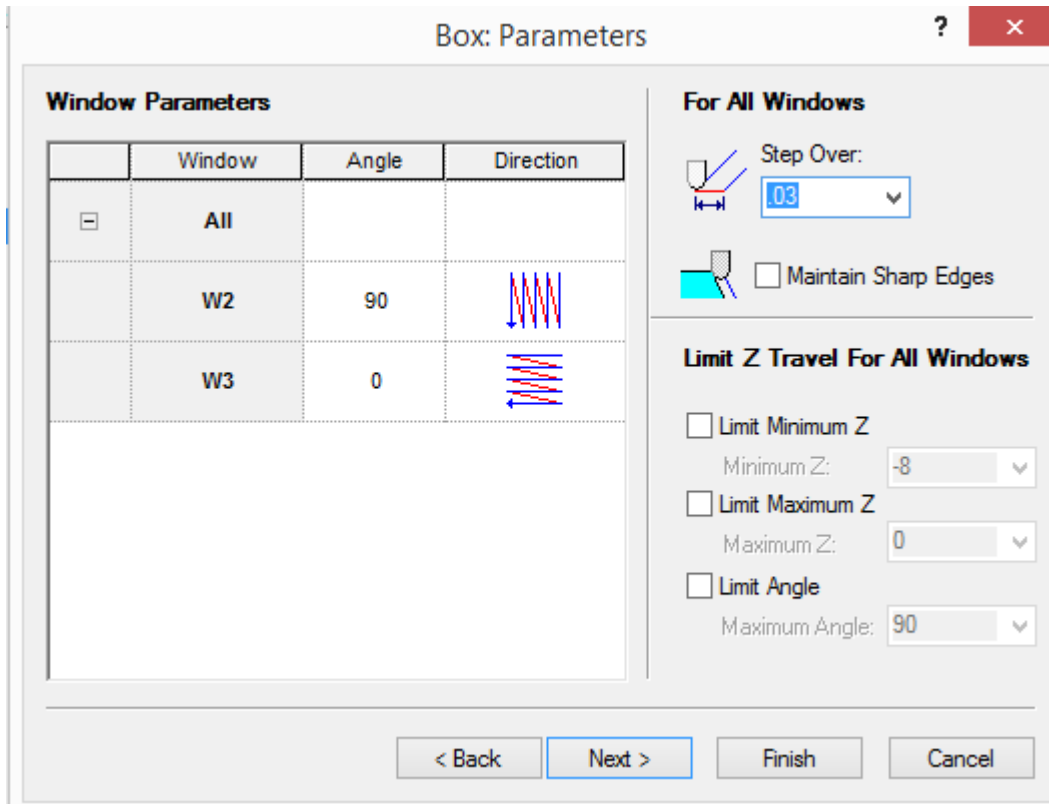 Box: Parameters
?
Window Parameters
Window Angle Direction
All
W2 90
W3 0
For All Windows
Step Over:
.03
Maintain Sharp Edges
Limit Z Travel For All Windows
Limit Minimum Z
Minimum Z: -8
Limit Maximum Z
Maximum Z: 0
Limit Angle
Maximum Angle: 90
< Back Next > Finish Cancel